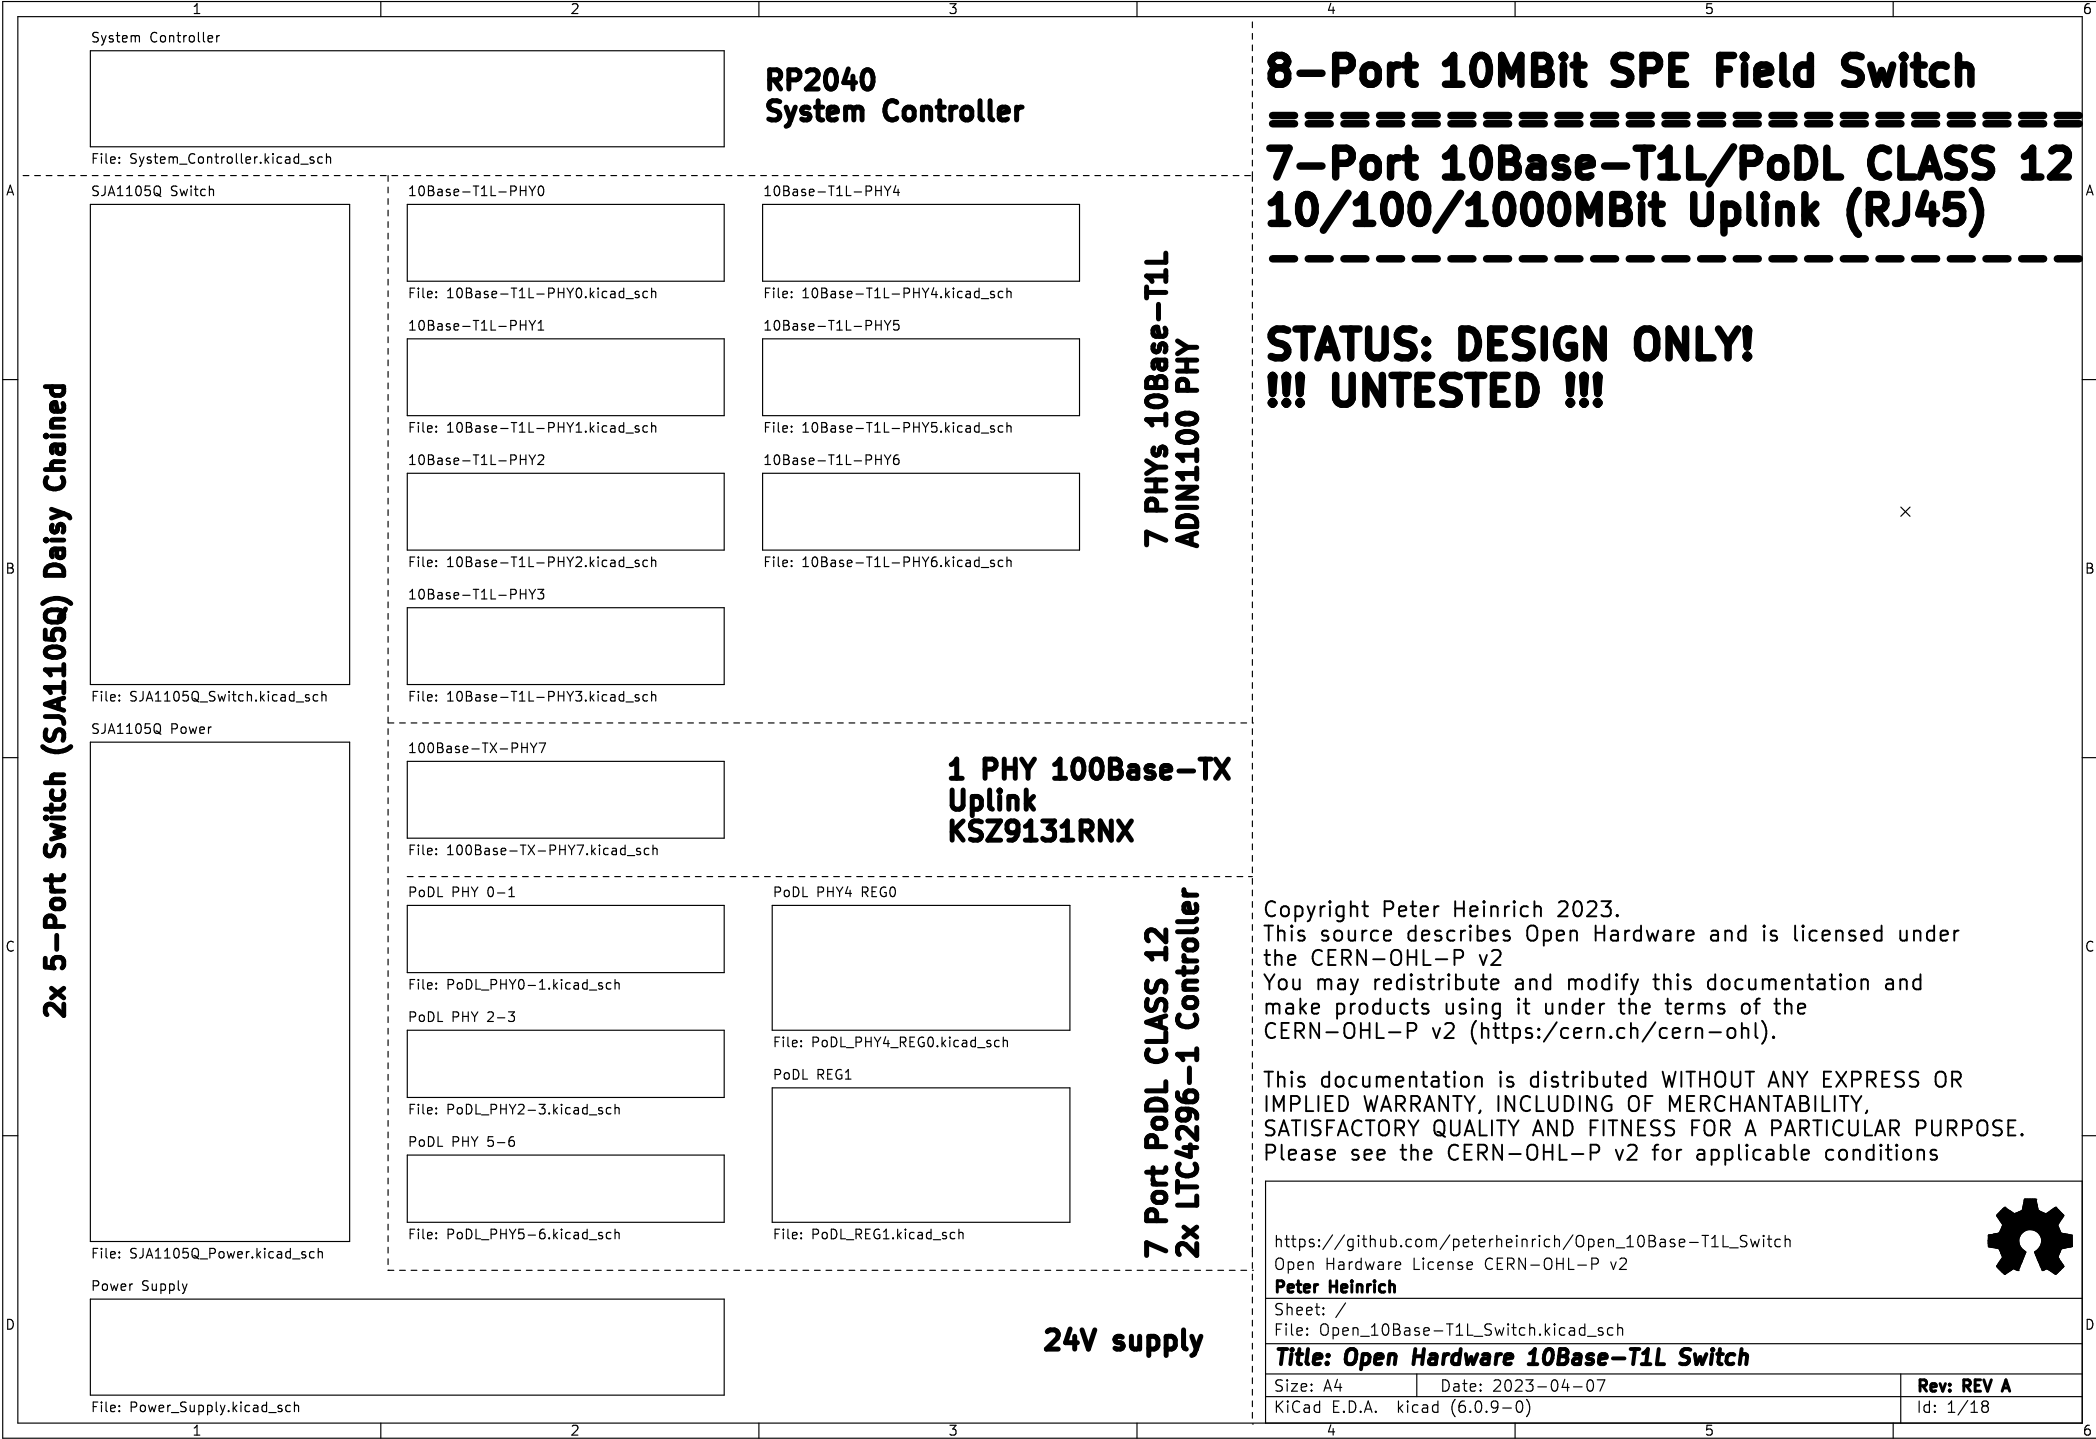 1 2 3 4 5 6
System Controller
RP2040
System Controller
File: System_Controller.kicad_sch
8-Port 10MBit SPE Field Switch
=======================
7-Port 10Base-T1L/PoDL CLASS 12
10/100/1000MBit Uplink (RJ45)
-----------------------
STATUS: DESIGN ONLY!
!!! UNTESTED !!!
A
A
B
B
C
C
D
D
2x 5-Port Switch (SJA1105Q) Daisy Chained
SJA1105Q Switch
File: SJA1105Q_Switch.kicad_sch
SJA1105Q Power
File: SJA1105Q_Power.kicad_sch
10Base-T1L-PHY0
File: 10Base-T1L-PHY0.kicad_sch
10Base-T1L-PHY1
File: 10Base-T1L-PHY1.kicad_sch
10Base-T1L-PHY2
File: 10Base-T1L-PHY2.kicad_sch
10Base-T1L-PHY3
File: 10Base-T1L-PHY3.kicad_sch
10Base-T1L-PHY4
File: 10Base-T1L-PHY4.kicad_sch
10Base-T1L-PHY5
File: 10Base-T1L-PHY5.kicad_sch
10Base-T1L-PHY6
File: 10Base-T1L-PHY6.kicad_sch
7 PHYs 10Base-T1L
ADIN1100 PHY
100Base-TX-PHY7
File: 100Base-TX-PHY7.kicad_sch
1 PHY 100Base-TX
Uplink
KSZ9131RNX
PoDL PHY 0-1
File: PoDL_PHY0-1.kicad_sch
PoDL PHY 2-3
File: PoDL_PHY2-3.kicad_sch
PoDL PHY 5-6
File: PoDL_PHY5-6.kicad_sch
PoDL PHY4 REG0
File: PoDL_PHY4_REG0.kicad_sch
PoDL REG1
File: PoDL_REG1.kicad_sch
7 Port PoDL CLASS 12
2x LTC4296-1 Controller
Power Supply
File: Power_Supply.kicad_sch
24V supply
Copyright Peter Heinrich 2023.
This source describes Open Hardware and is licensed under
the CERN-OHL-P v2
You may redistribute and modify this documentation and
make products using it under the terms of the
CERN-OHL-P v2 (https:/cern.ch/cern-ohl).
This documentation is distributed WITHOUT ANY EXPRESS OR
IMPLIED WARRANTY, INCLUDING OF MERCHANTABILITY,
SATISFACTORY QUALITY AND FITNESS FOR A PARTICULAR PURPOSE.
Please see the CERN-OHL-P v2 for applicable conditions
https://github.com/peterheinrich/Open_10Base-T1L_Switch
Open Hardware License CERN-OHL-P v2
Peter Heinrich
Sheet: /
File: Open_10Base-T1L_Switch.kicad_sch
Title: Open Hardware 10Base-T1L Switch
Size: A4 Date: 2023-04-07 Rev: REV A
KiCad E.D.A. kicad (6.0.9-0) Id: 1/18
1 2 3 4 5 6